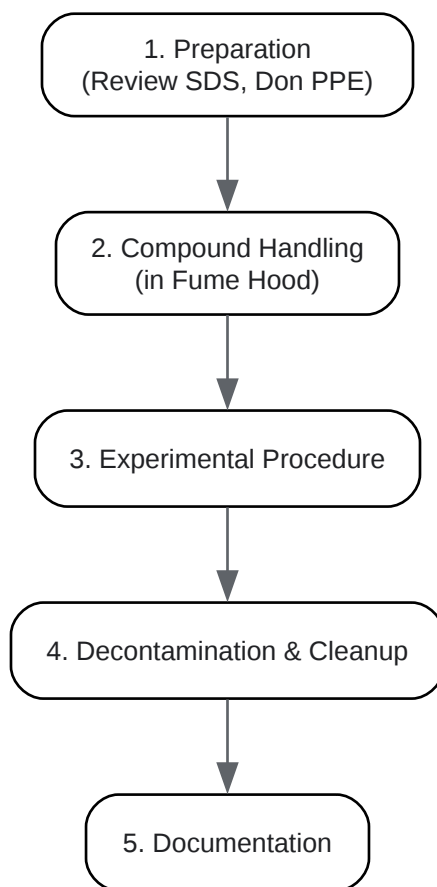 1. Preparation
(Review SDS, Don PPE)
2. Compound Handling
(in Fume Hood)
3. Experimental Procedure
4. Decontamination & Cleanup
5. Documentation